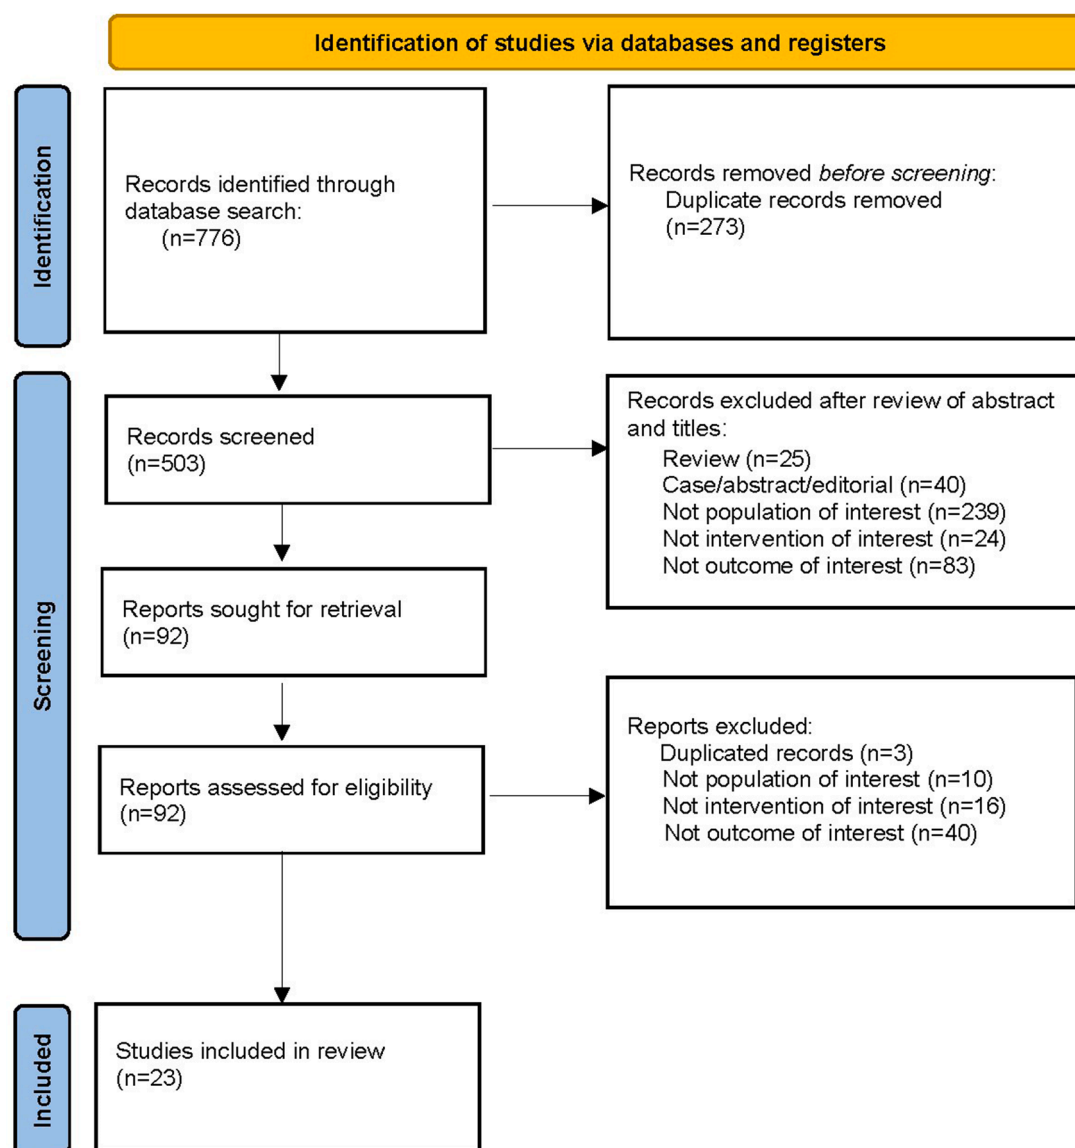 Identification of studies via databases and registers
Identification
Records identified through
database search:
(n=776)
Records removed before screening:
Duplicate records removed
(n=273)
Screening
Records screened
(n=503)
Records excluded after review of abstract
and titles:
Review (n=25)
Case/abstract/editorial (n=40)
Not population of interest (n=239)
Not intervention of interest (n=24)
Not outcome of interest (n=83)
Reports sought for retrieval
(n=92)
Reports assessed for eligibility
(n=92)
Reports excluded:
Duplicated records (n=3)
Not population of interest (n=10)
Not intervention of interest (n=16)
Not outcome of interest (n=40)
Included
Studies included in review
(n=23)